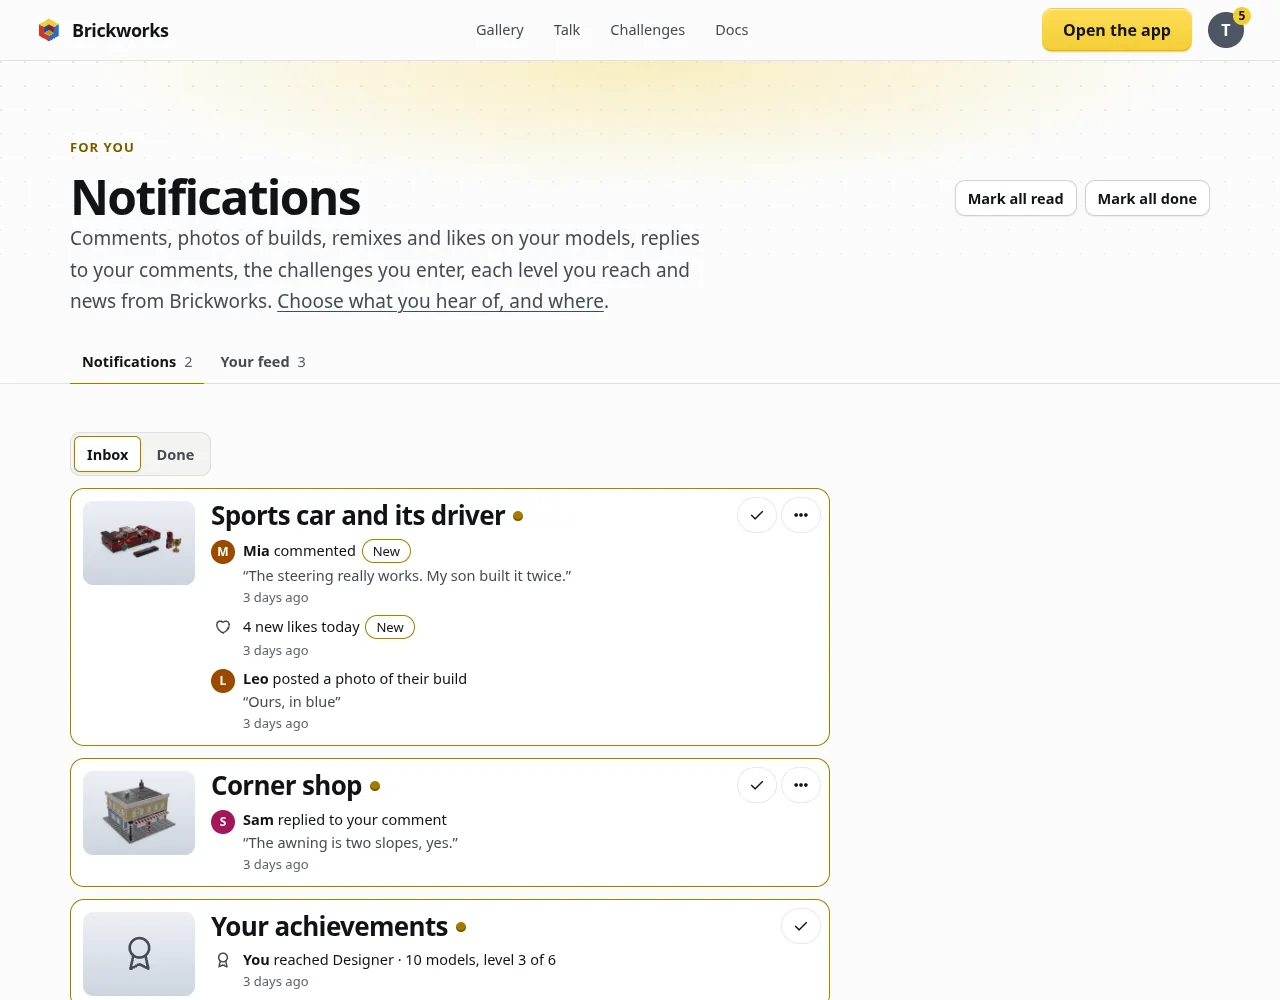 Brickworks
Gallery
Talk
Challenges
Docs
Open the app
T
5
FOR YOU
Notifications
Mark all read
Mark all done
Comments, photos of builds, remixes and likes on your models, replies
to your comments, the challenges you enter, each level you reach and
news from Brickworks. Choose what you hear of, and where.
Notifications 2
Your feed 3
Inbox
Done
Sports car and its driver
M
Mia commented New
“The steering really works. My son built it twice.”
3 days ago
4 new likes today New
3 days ago
L
Leo posted a photo of their build
“Ours, in blue”
3 days ago
Corner shop
S
Sam replied to your comment
“The awning is two slopes, yes.”
3 days ago
Your achievements
You reached Designer · 10 models, level 3 of 6
3 days ago